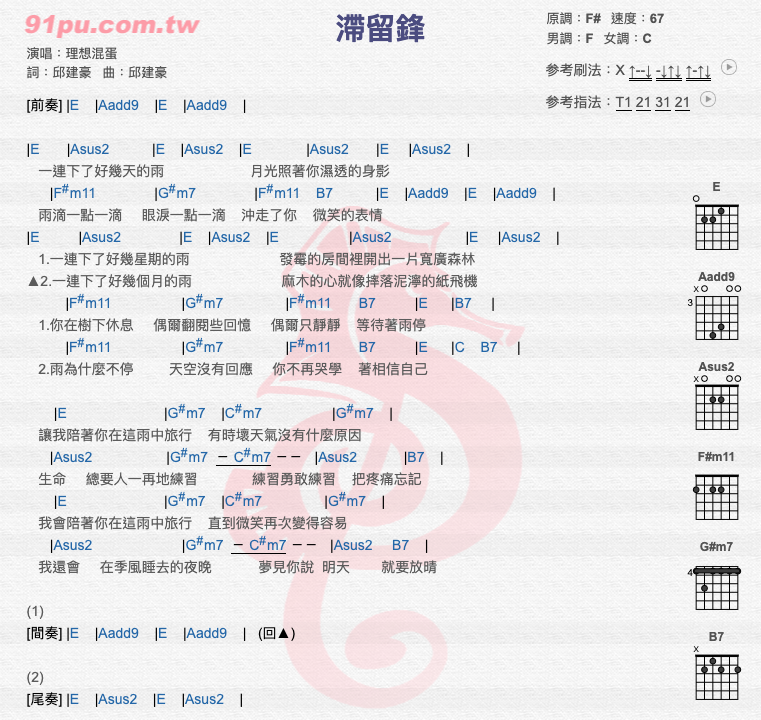 91pu.com.tw
滯留鋒
演唱：理想混蛋
詞：邱建豪 曲：邱建豪
原調：F# 速度：67
男調：F 女調：C
參考刷法：X ↑--↓ -↓↑↓ ↑-↑↓
參考指法：T1 21 31 21
[前奏] |E |Aadd9 |E |Aadd9 |
|E |Asus2 |E |Asus2 |E |Asus2 |E |Asus2 |
一連下了好幾天的雨 月光照著你濕透的身影
|F#m11 |G#m7 |F#m11 B7 |E |Aadd9 |E |Aadd9 |
雨滴一點一滴 眼淚一點一滴 沖走了你 微笑的表情
|E |Asus2 |E |Asus2 |E |Asus2 |E |Asus2 |
1.一連下了好幾星期的雨 發霉的房間裡開出一片寬廣森林
▲2.一連下了好幾個月的雨 麻木的心就像摔落泥濘的紙飛機
|F#m11 |G#m7 |F#m11 B7 |E |B7 |
1.你在樹下休息 偶爾翻閱些回憶 偶爾只靜靜 等待著雨停
|F#m11 |G#m7 |F#m11 B7 |E |C B7 |
2.雨為什麼不停 天空沒有回應 你不再哭學 著相信自己
|E |G#m7 |C#m7 |G#m7 |
讓我陪著你在這雨中旅行 有時壞天氣沒有什麼原因
|Asus2 |G#m7 － C#m7 －－ |Asus2 |B7 |
生命 總要人一再地練習 練習勇敢練習 把疼痛忘記
|E |G#m7 |C#m7 |G#m7 |
我會陪著你在這雨中旅行 直到微笑再次變得容易
|Asus2 |G#m7 － C#m7 －－ |Asus2 B7 |
我還會 在季風睡去的夜晚 夢見你說 明天 就要放晴
(1)
[間奏] |E |Aadd9 |E |Aadd9 | (回▲)
(2)
[尾奏] |E |Asus2 |E |Asus2 |
E
Aadd9
x
3
Asus2
x
F#m11
G#m7
4
B7
x